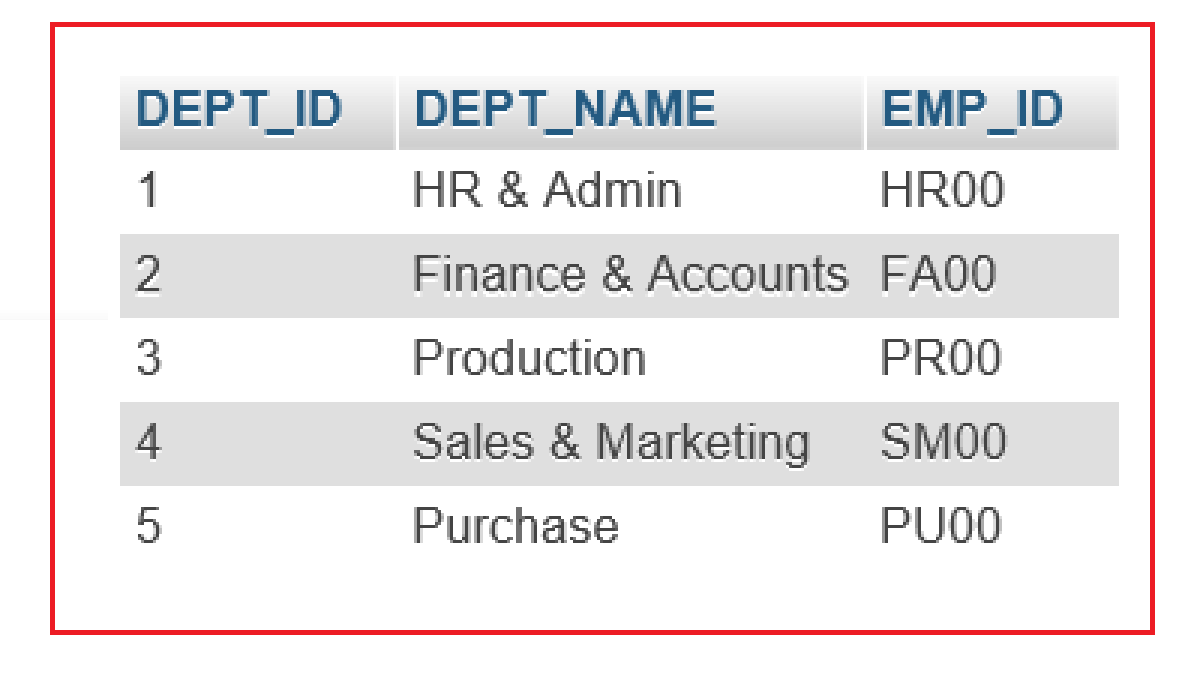 DEPT_ID DEPT_NAME EMP_ID
1 HR & Admin HR00
2 Finance & Accounts FA00
3 Production PR00
4 Sales & Marketing SM00
5 Purchase PU00